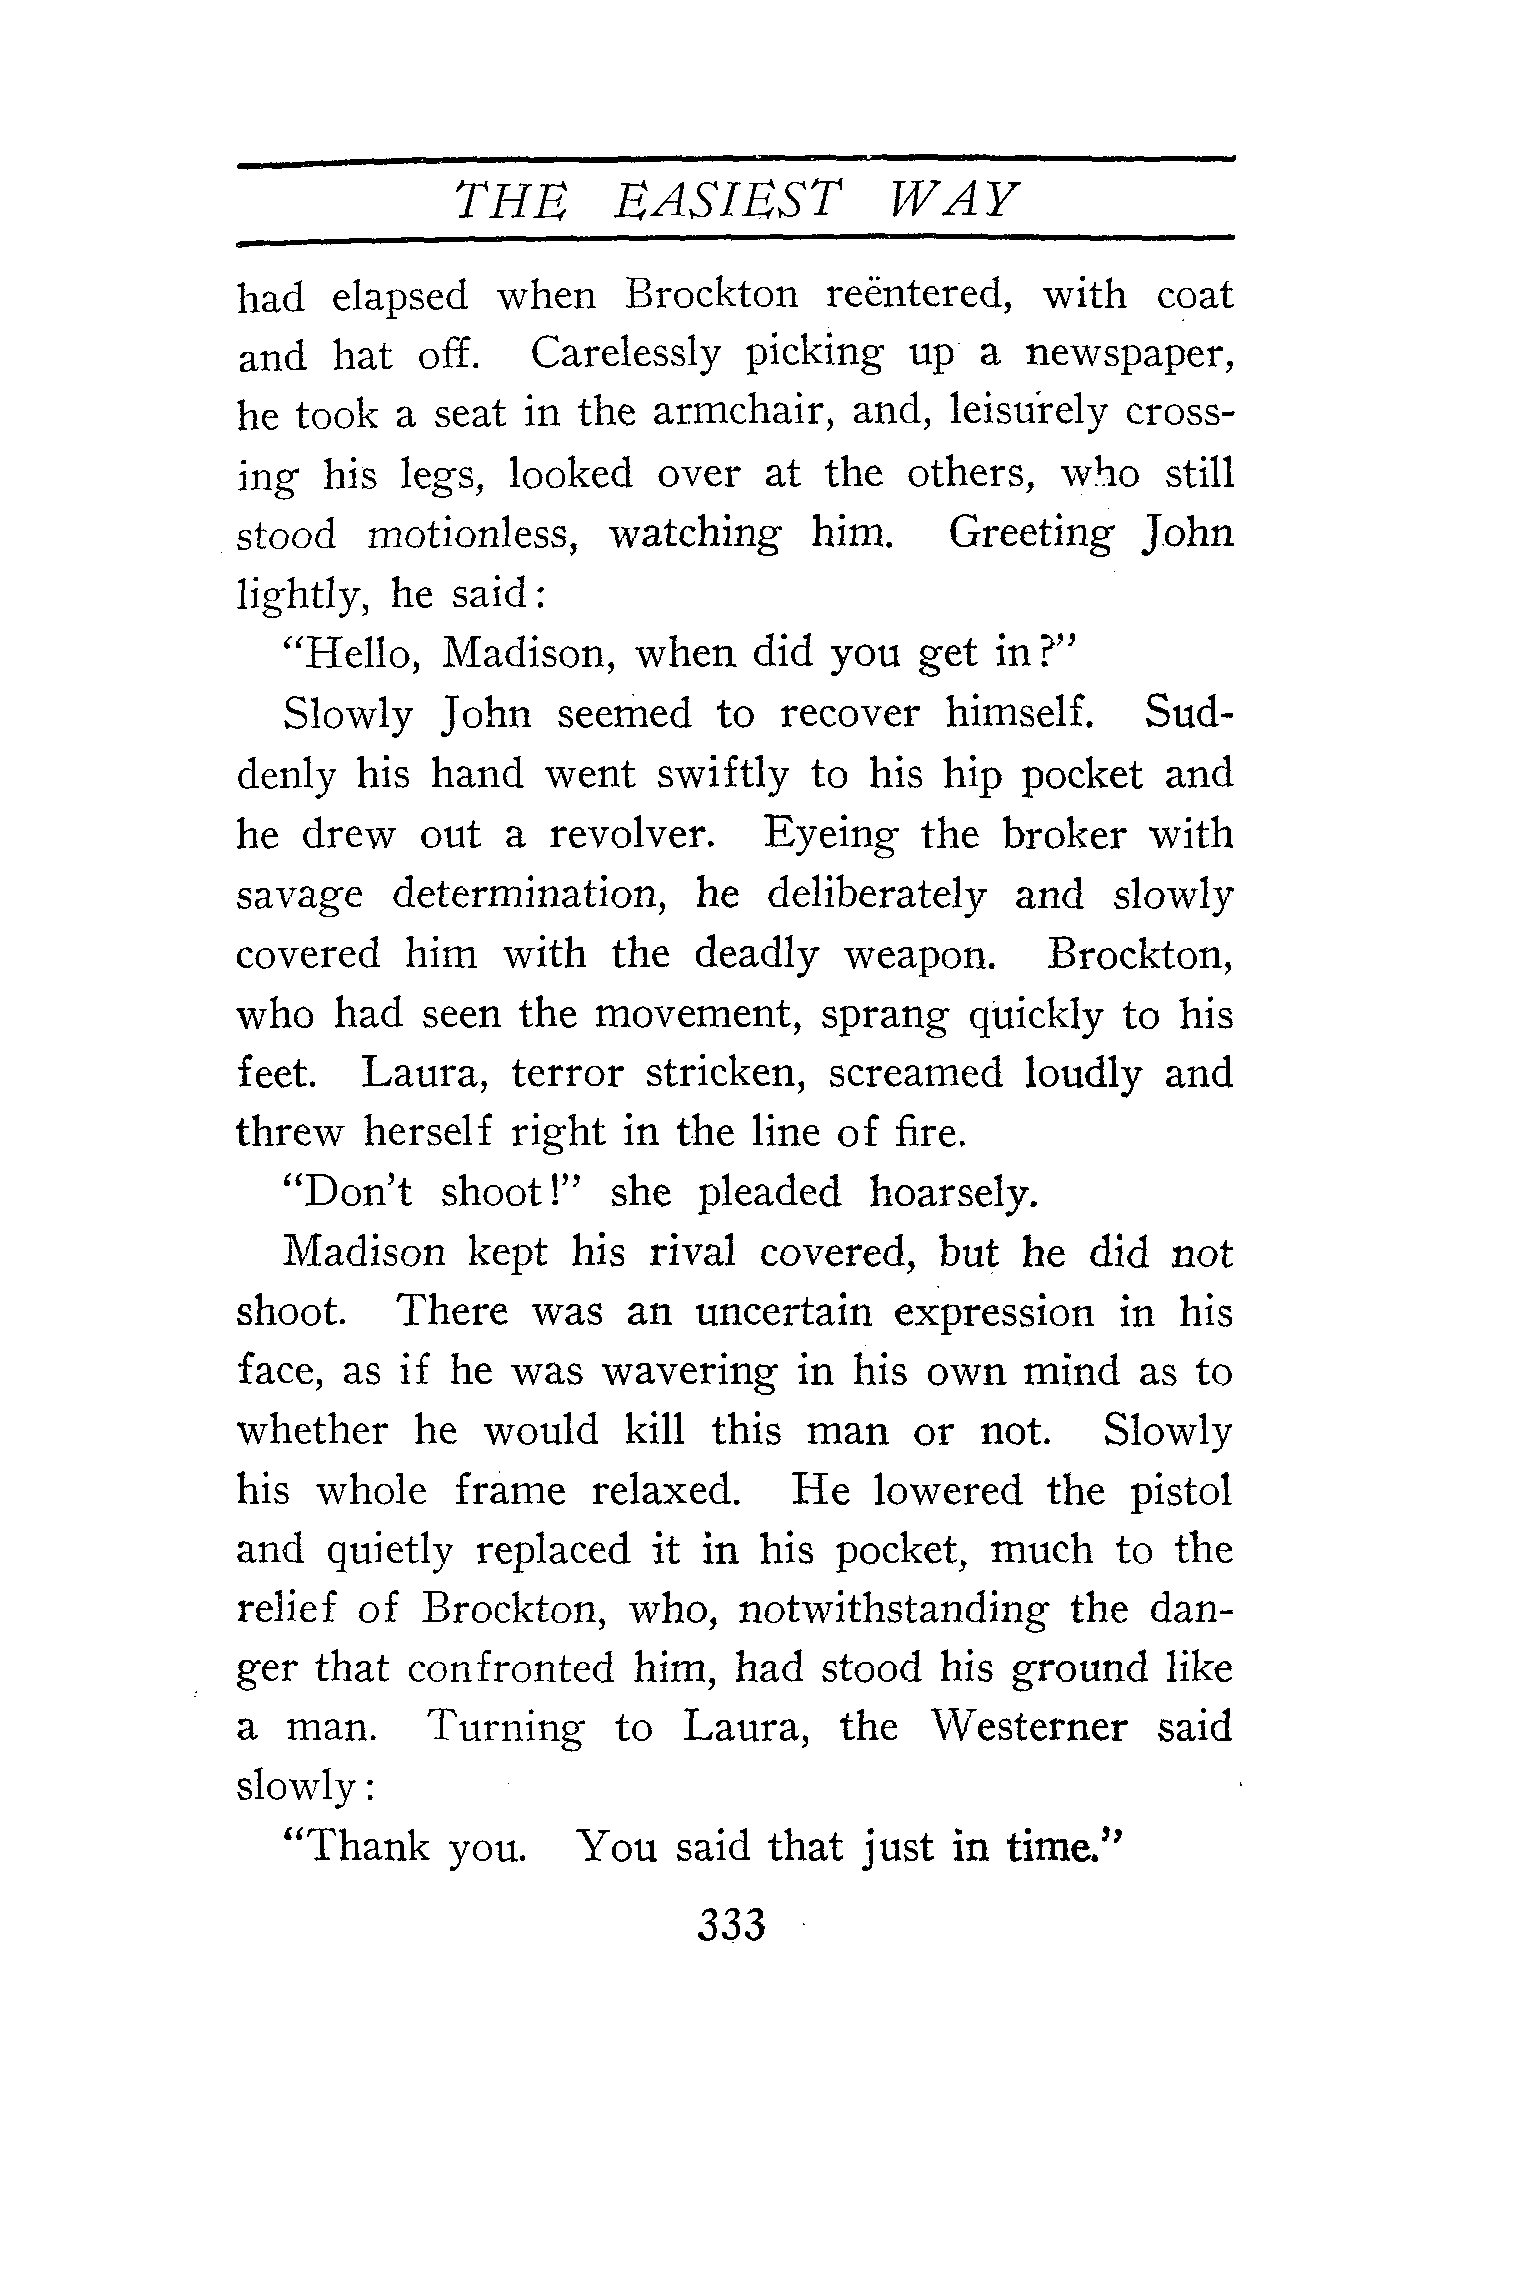 THE EASIEST WAY
had elapsed when Brockton reëntered, with coat
and hat off. Carelessly picking up a newspaper,
he took a seat in the armchair, and, leisurely cross-
ing his legs, looked over at the others, who still
stood motionless, watching him. Greeting John
lightly, he said:
“Hello, Madison, when did you get in?”
Slowly John seemed to recover himself. Sud-
denly his hand went swiftly to his hip pocket and
he drew out a revolver. Eyeing the broker with
savage determination, he deliberately and slowly
covered him with the deadly weapon. Brockton,
who had seen the movement, sprang quickly to his
feet. Laura, terror stricken, screamed loudly and
threw herself right in the line of fire.
“Don't shoot!” she pleaded hoarsely.
Madison kept his rival covered, but he did not
shoot. There was an uncertain expression in his
face, as if he was wavering in his own mind as to
whether he would kill this man or not. Slowly
his whole frame relaxed. He lowered the pistol
and quietly replaced it in his pocket, much to the
relief of Brockton, who, notwithstanding the dan-
ger that confronted him, had stood his ground like
a man. Turning to Laura, the Westerner said
slowly:
“Thank you. You said that just in time.”
333